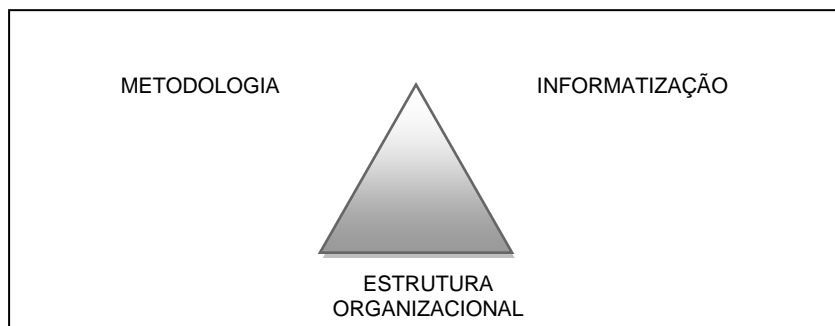 METODOLOGIA
INFORMATIZAÇÃO
ESTRUTURA
ORGANIZACIONAL